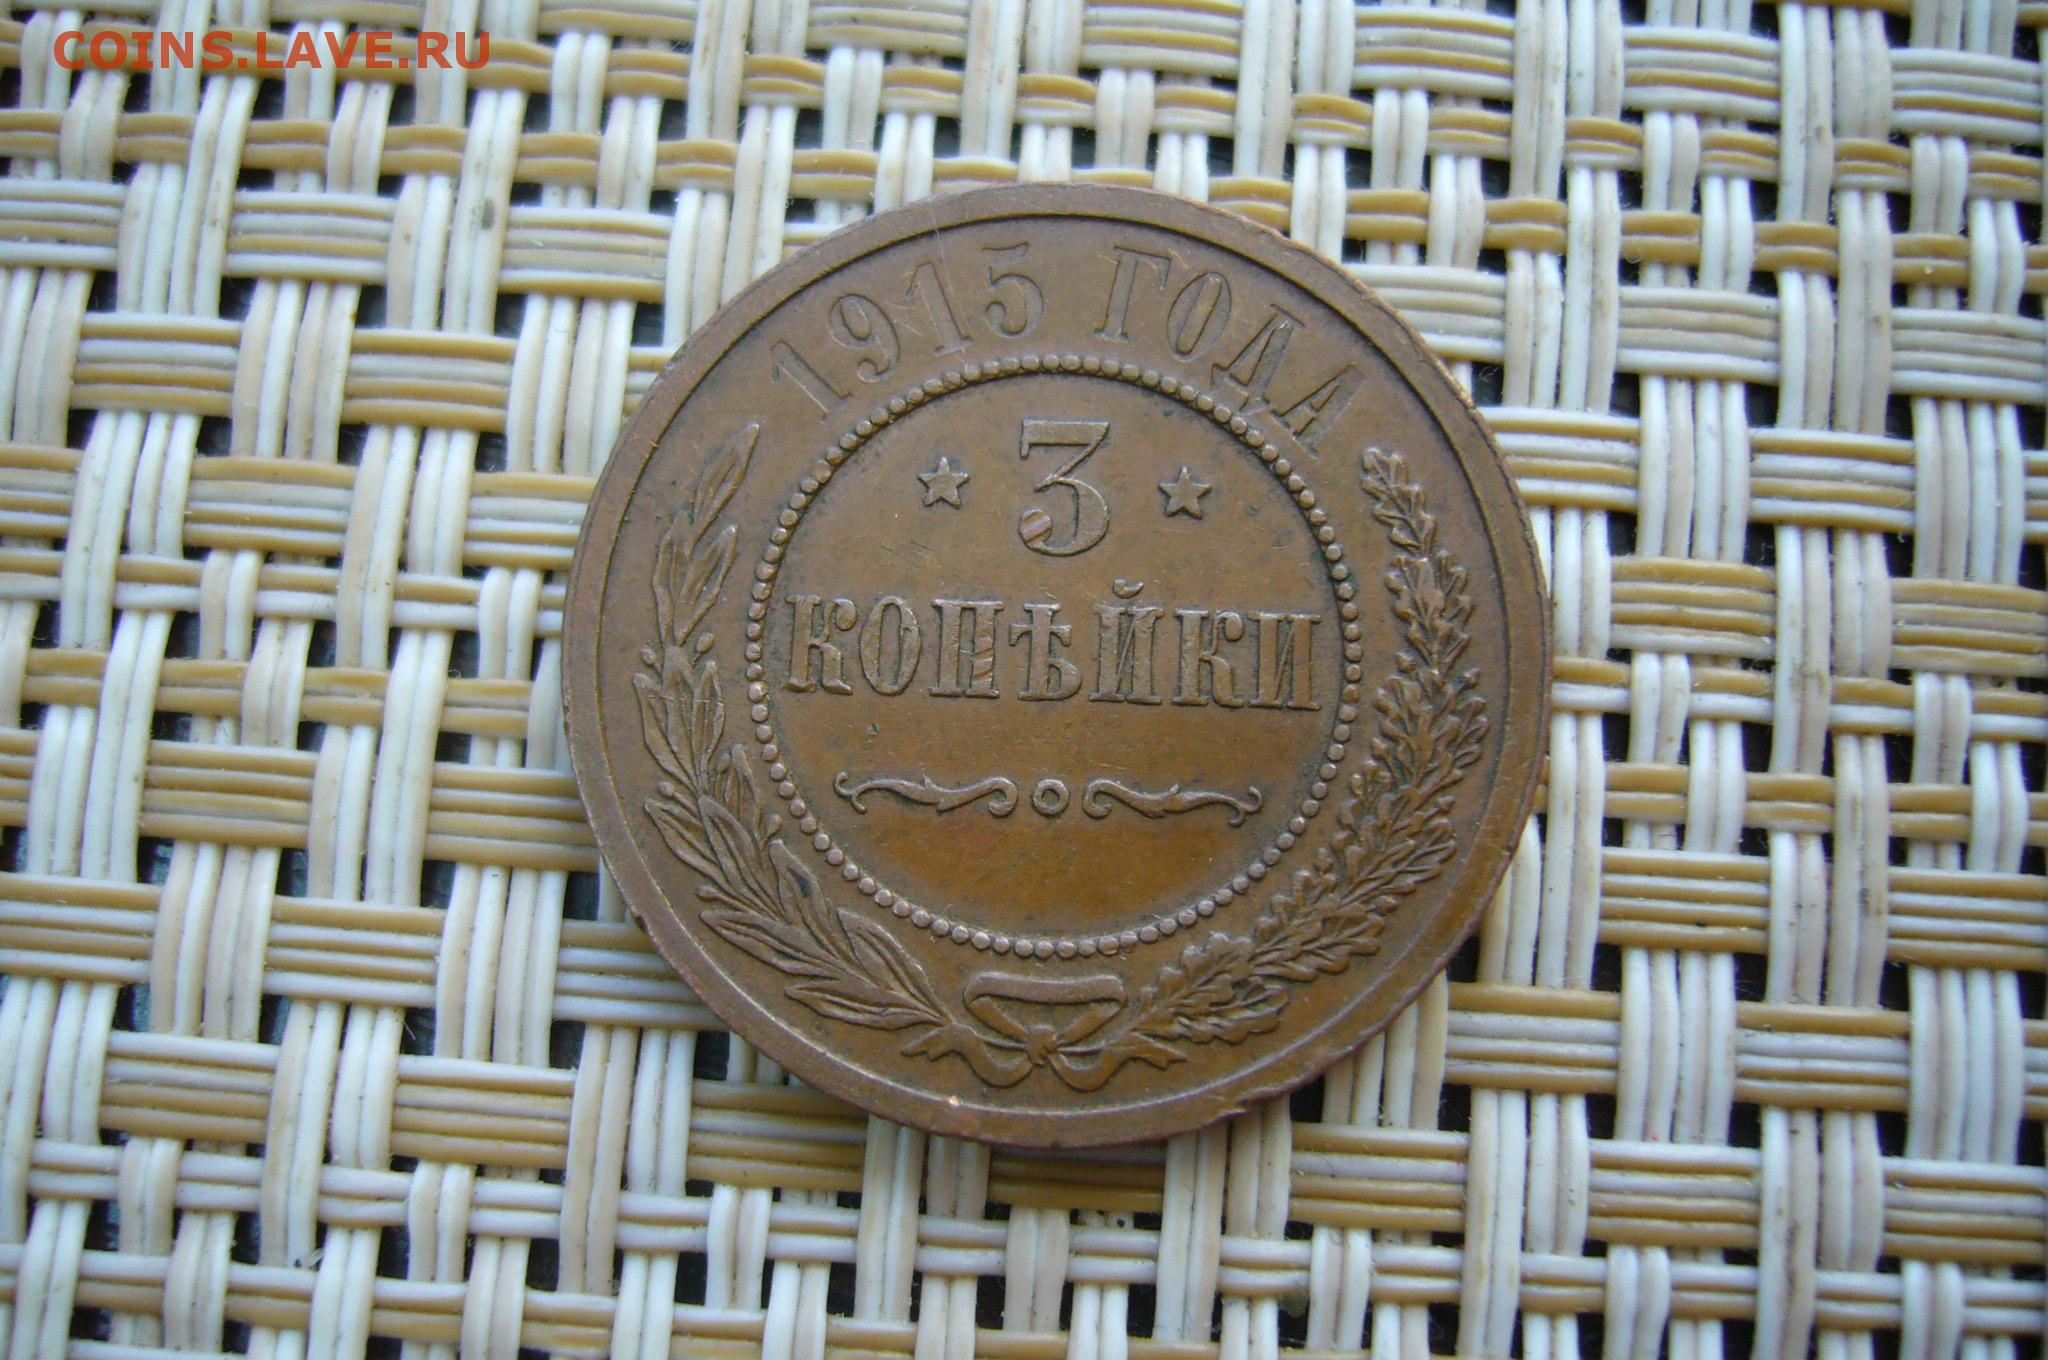 COINS.LAVE.RU
1915 ГОДА
3
КОПѢЙКИ